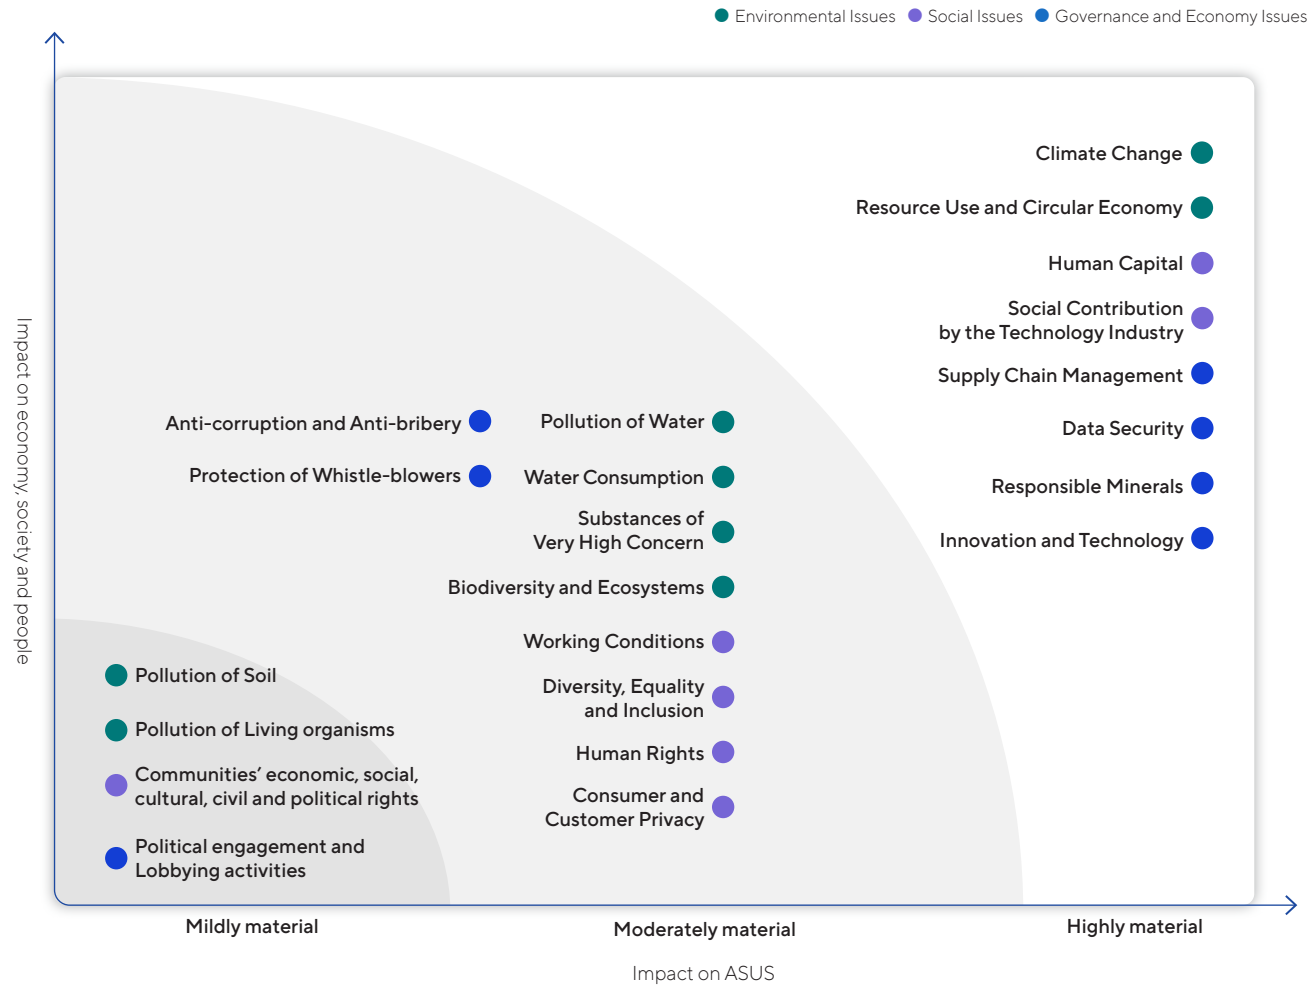 Environmental Issues
Social Issues
Governance and Economy Issues
Impact on economy, society and people
Climate Change
Resource Use and Circular Economy
Human Capital
Social Contribution
by the Technology Industry
Supply Chain Management
Data Security
Responsible Minerals
Innovation and Technology
Anti-corruption and Anti-bribery
Protection of Whistle-blowers
Pollution of Water
Water Consumption
Substances of
Very High Concern
Biodiversity and Ecosystems
Working Conditions
Diversity, Equality
and Inclusion
Human Rights
Consumer and
Customer Privacy
Pollution of Soil
Pollution of Living organisms
Communities’ economic, social,
cultural, civil and political rights
Political engagement and
Lobbying activities
Mildly material
Moderately material
Highly material
Impact on ASUS